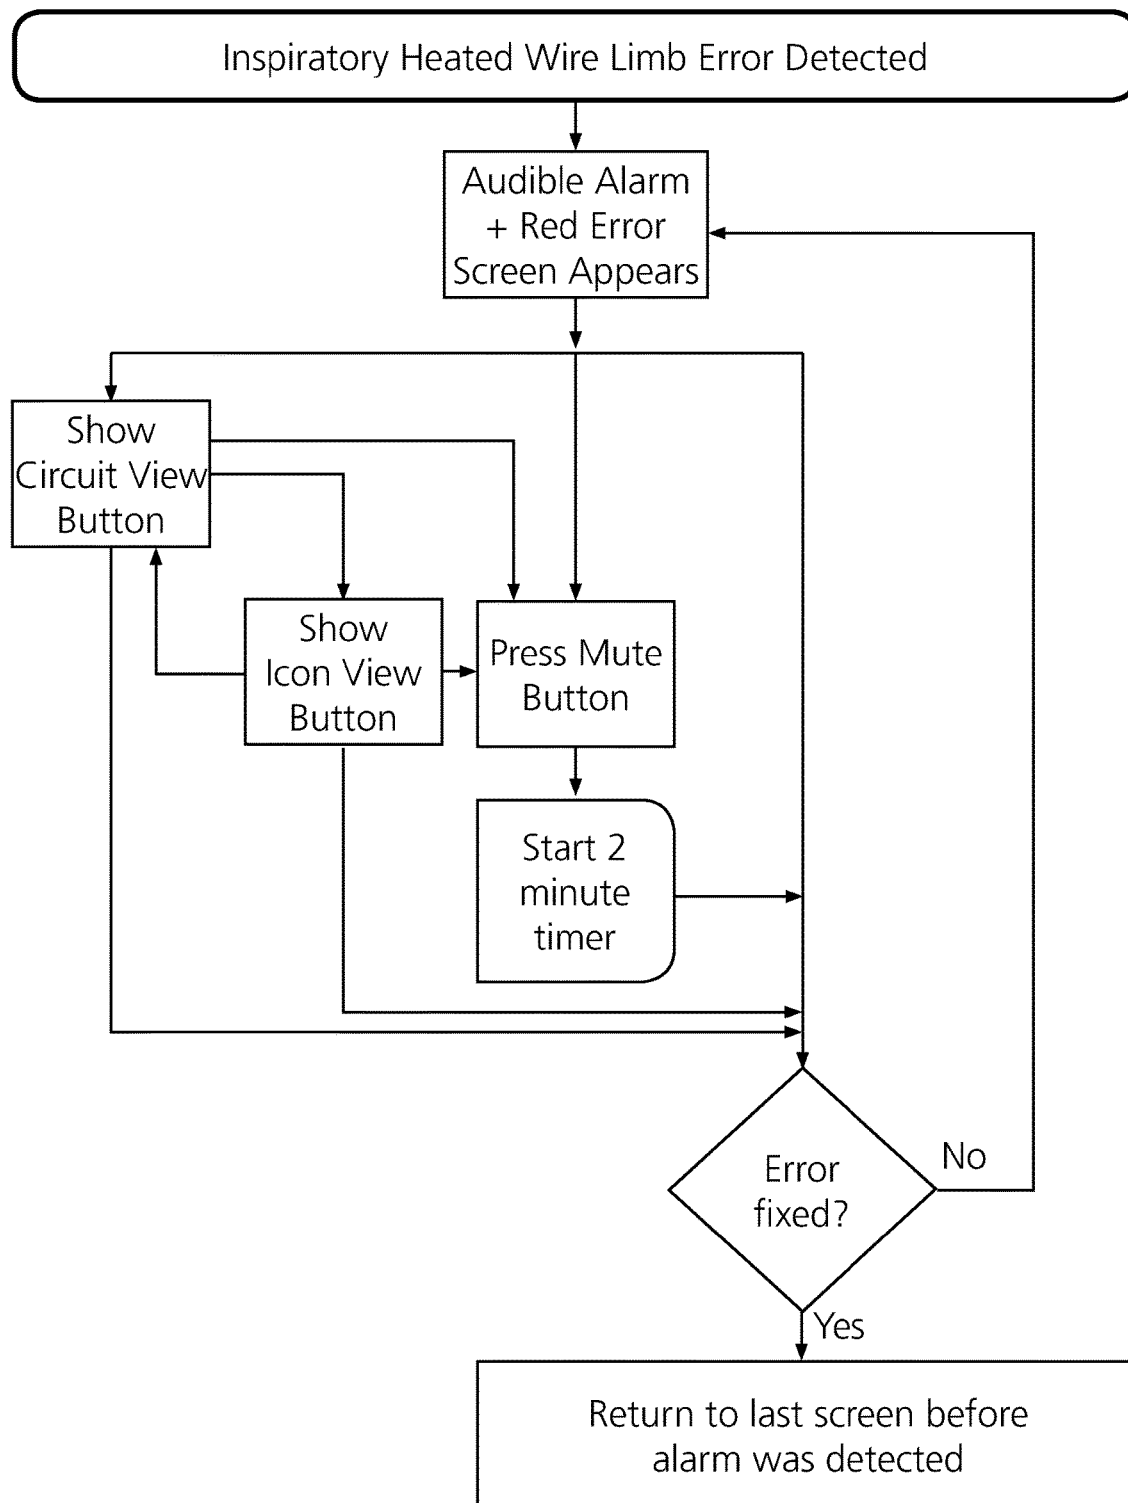 Inspiratory Heated Wire Limb Error Detected
Audible Alarm
+ Red Error
Screen Appears
Show
Circuit View
Button
Show
Icon View
Button
Press Mute
Button
Start 2
minute
timer
Error
fixed?
No
Yes
Return to last screen before
alarm was detected